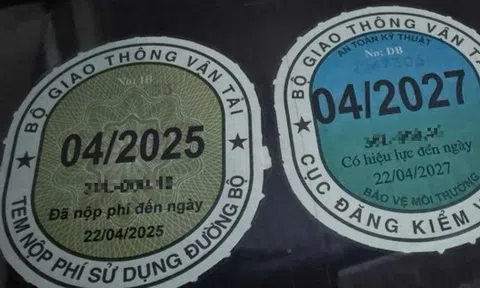 BỘ GIAO THÔNG VẬN TẢI
04/2025
Đã nộp phí đến ngày
22/04/2025
TEM NỘP PHÍ SỬ DỤNG ĐƯỜNG BỘ
BỘ GIAO THÔNG VẬN TẢI
AN TOÀN KỸ THUẬT
No: DB
04/2027
Có hiệu lực đến ngày
22/04/2027
BẢO VỆ MÔI TRƯỜNG
CỤC ĐĂNG KIỂM